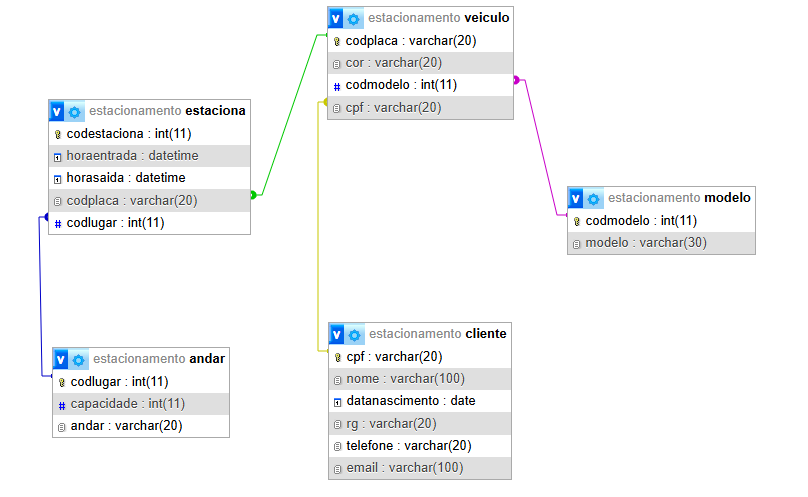 estacionamento veiculo
codplaca : varchar(20)
cor : varchar(20)
codmodelo : int(11)
cpf : varchar(20)
estacionamento estaciona
codestaciona : int(11)
horaentrada : datetime
horasaida : datetime
codplaca : varchar(20)
codlugar : int(11)
estacionamento modelo
codmodelo : int(11)
modelo : varchar(30)
estacionamento andar
codlugar : int(11)
capacidade : int(11)
andar : varchar(20)
estacionamento cliente
cpf : varchar(20)
nome : varchar(100)
datanascimento : date
rg : varchar(20)
telefone : varchar(20)
email : varchar(100)